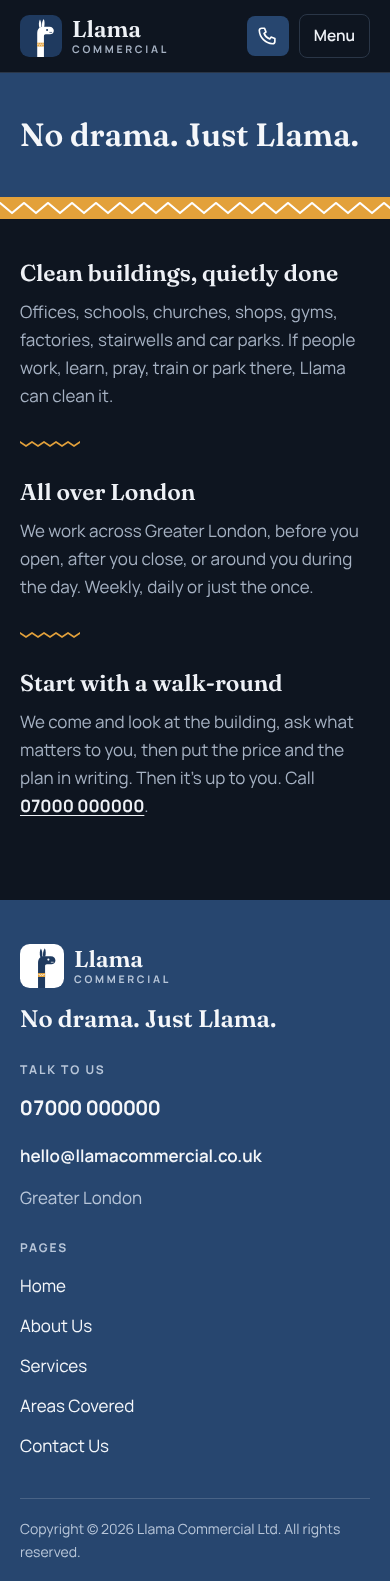 Llama
COMMERCIAL
Menu
No drama. Just Llama.
Clean buildings, quietly done
Offices, schools, churches, shops, gyms,
factories, stairwells and car parks. If people
work, learn, pray, train or park there, Llama
can clean it.
All over London
We work across Greater London, before you
open, after you close, or around you during
the day. Weekly, daily or just the once.
Start with a walk-round
We come and look at the building, ask what
matters to you, then put the price and the
plan in writing. Then it's up to you. Call
07000 000000.
Llama
COMMERCIAL
No drama. Just Llama.
TALK TO US
07000 000000
hello@llamacommercial.co.uk
Greater London
PAGES
Home
About Us
Services
Areas Covered
Contact Us
Copyright © 2026 Llama Commercial Ltd. All rights
reserved.